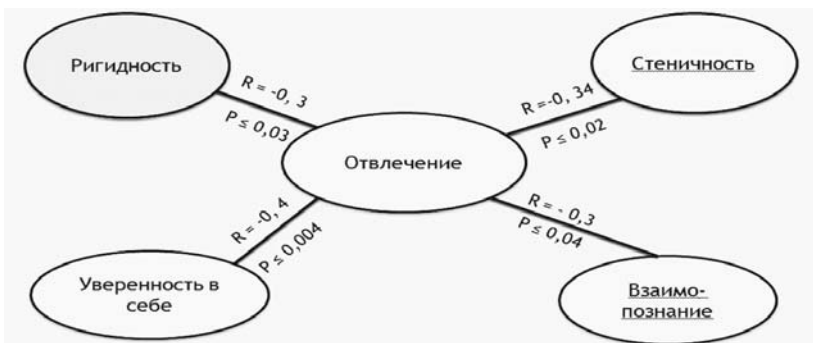 Ригидность
Стеничность
R = -0, 3
P ≤ 0,03
R = -0, 34
P ≤ 0,02
Отвлечение
R = -0, 4
P ≤ 0,004
R = - 0,3
P ≤ 0,04
Уверенность в
себе
Взаимо-
познание